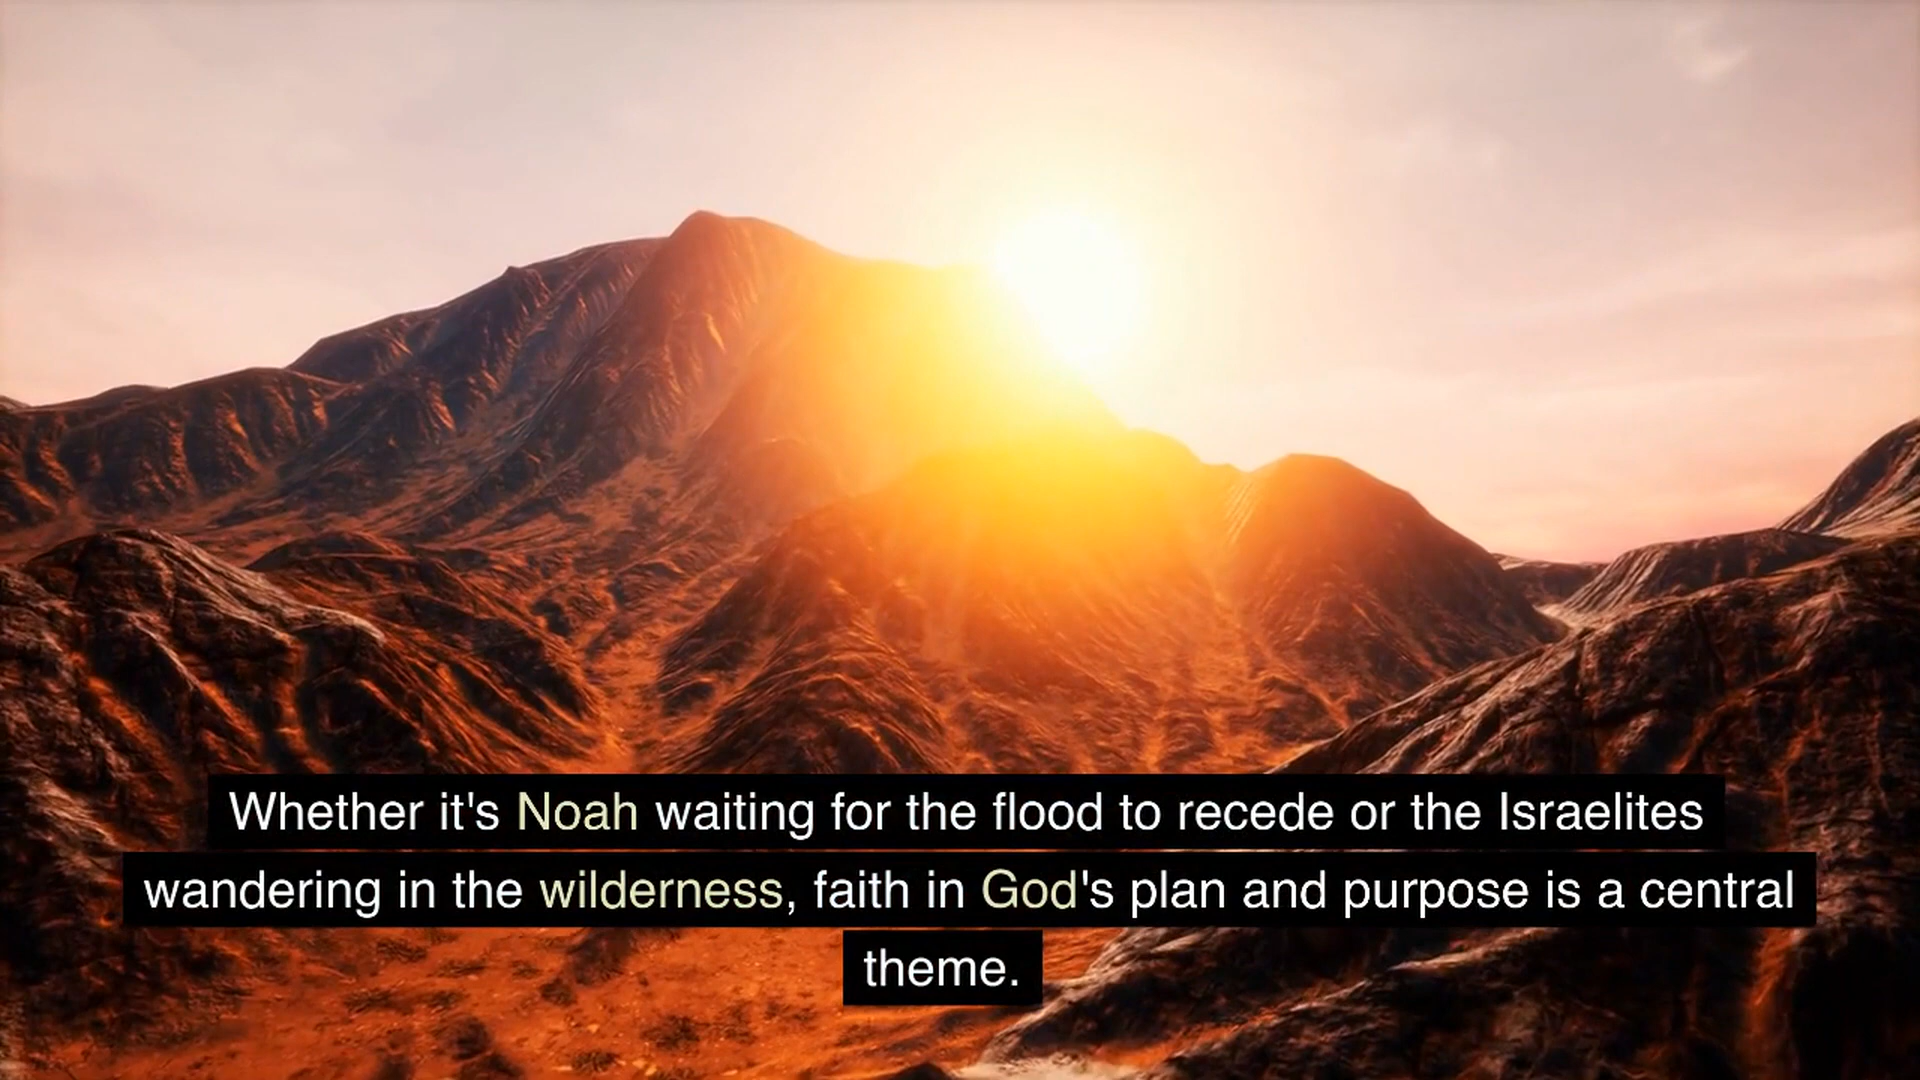 Whether it's Noah waiting for the flood to recede or the Israelites
wandering in the wilderness, faith in God's plan and purpose is a central
theme.